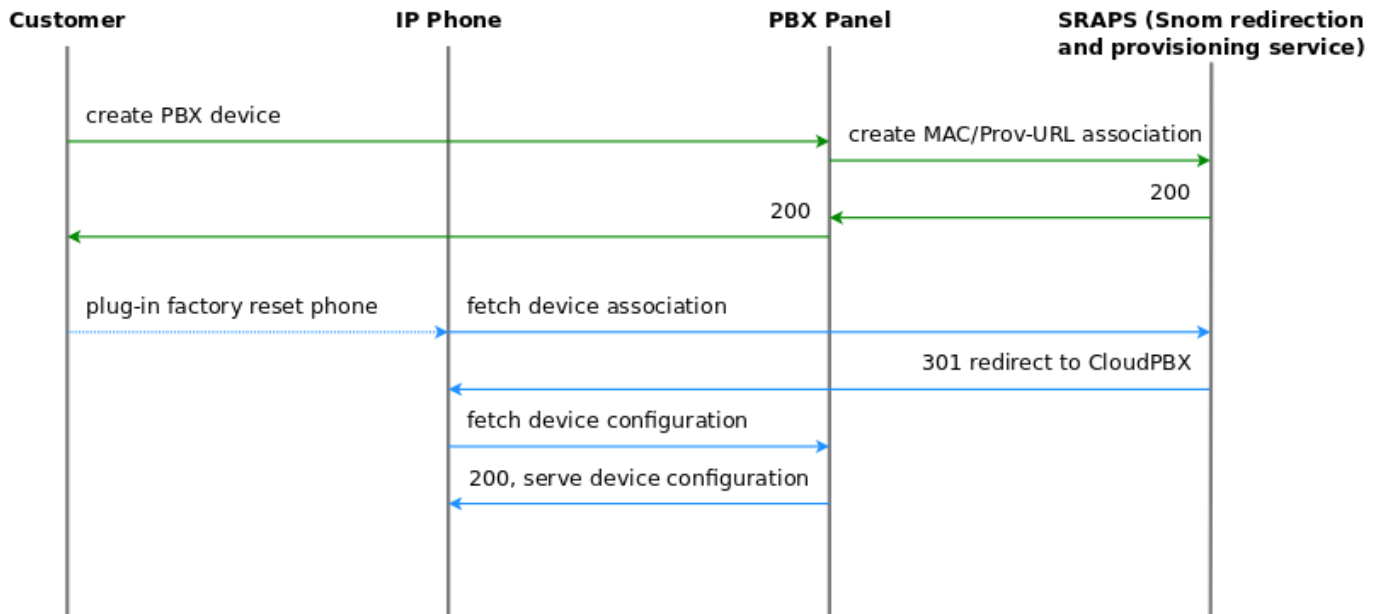 Customer
IP Phone
PBX Panel
SRAPS (Snom redirection
and provisioning service)
create PBX device
create MAC/Prov-URL association
200
200
plug-in factory reset phone
fetch device association
301 redirect to CloudPBX
fetch device configuration
200, serve device configuration